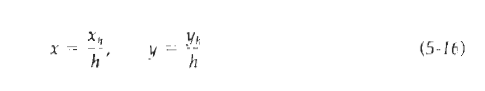 x = x_h/h, y = y_h/h (5-16)